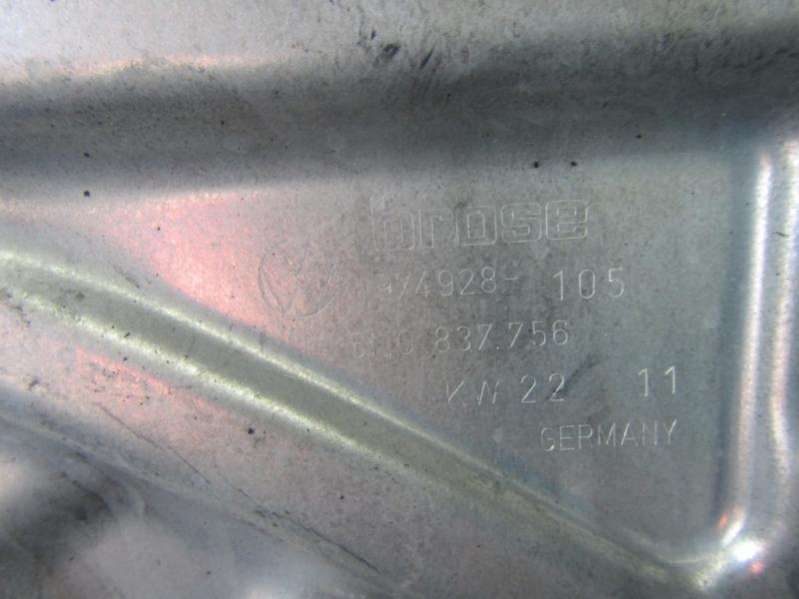 brose
105
837.756
KW 22 11
GERMANY